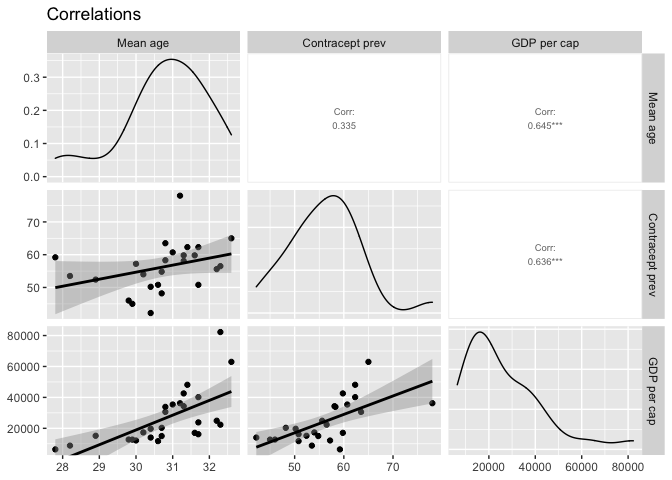 Correlations
Mean age
Contracept prev
GDP per cap
0.3
0.2
0.1
0.0
Corr:
0.335
Corr:
0.645***
Mean age
70
60
50
Corr:
0.636***
Contracept prev
80000
60000
40000
20000
GDP per cap
28
29
30
31
32
50
60
70
20000
40000
60000
80000